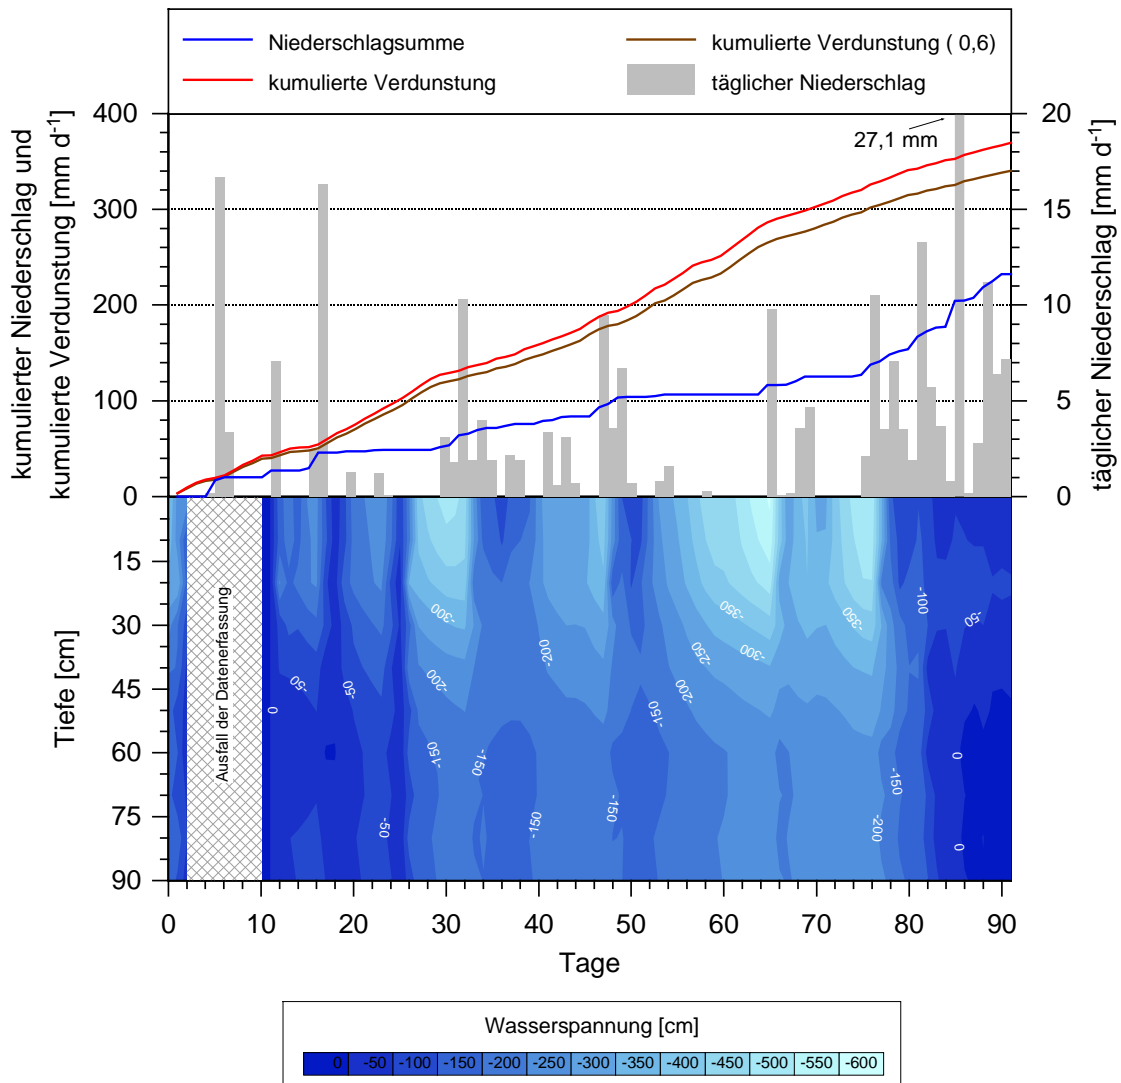 Niederschlagsumme
kumulierte Verdunstung ( 0,6)
kumulierte Verdunstung
täglicher Niederschlag
kumulierter Niederschlag und
kumulierte Verdunstung [mm d-1]
400
300
200
100
0
27,1 mm
20
15
10
5
0
täglicher Niederschlag [mm d-1]
Tiefe [cm]
15
30
45
60
75
90
Ausfall der Datenerfassung
0
-50
-50
-50
-300
-200
-150
-150
-200
-150
-150
-150
-200
-250
-350
-300
-350
-200
-150
-100
-50
0
0
0 10 20 30 40 50 60 70 80 90
Tage
Wasserspannung [cm]
0 -50 -100 -150 -200 -250 -300 -350 -400 -450 -500 -550 -600